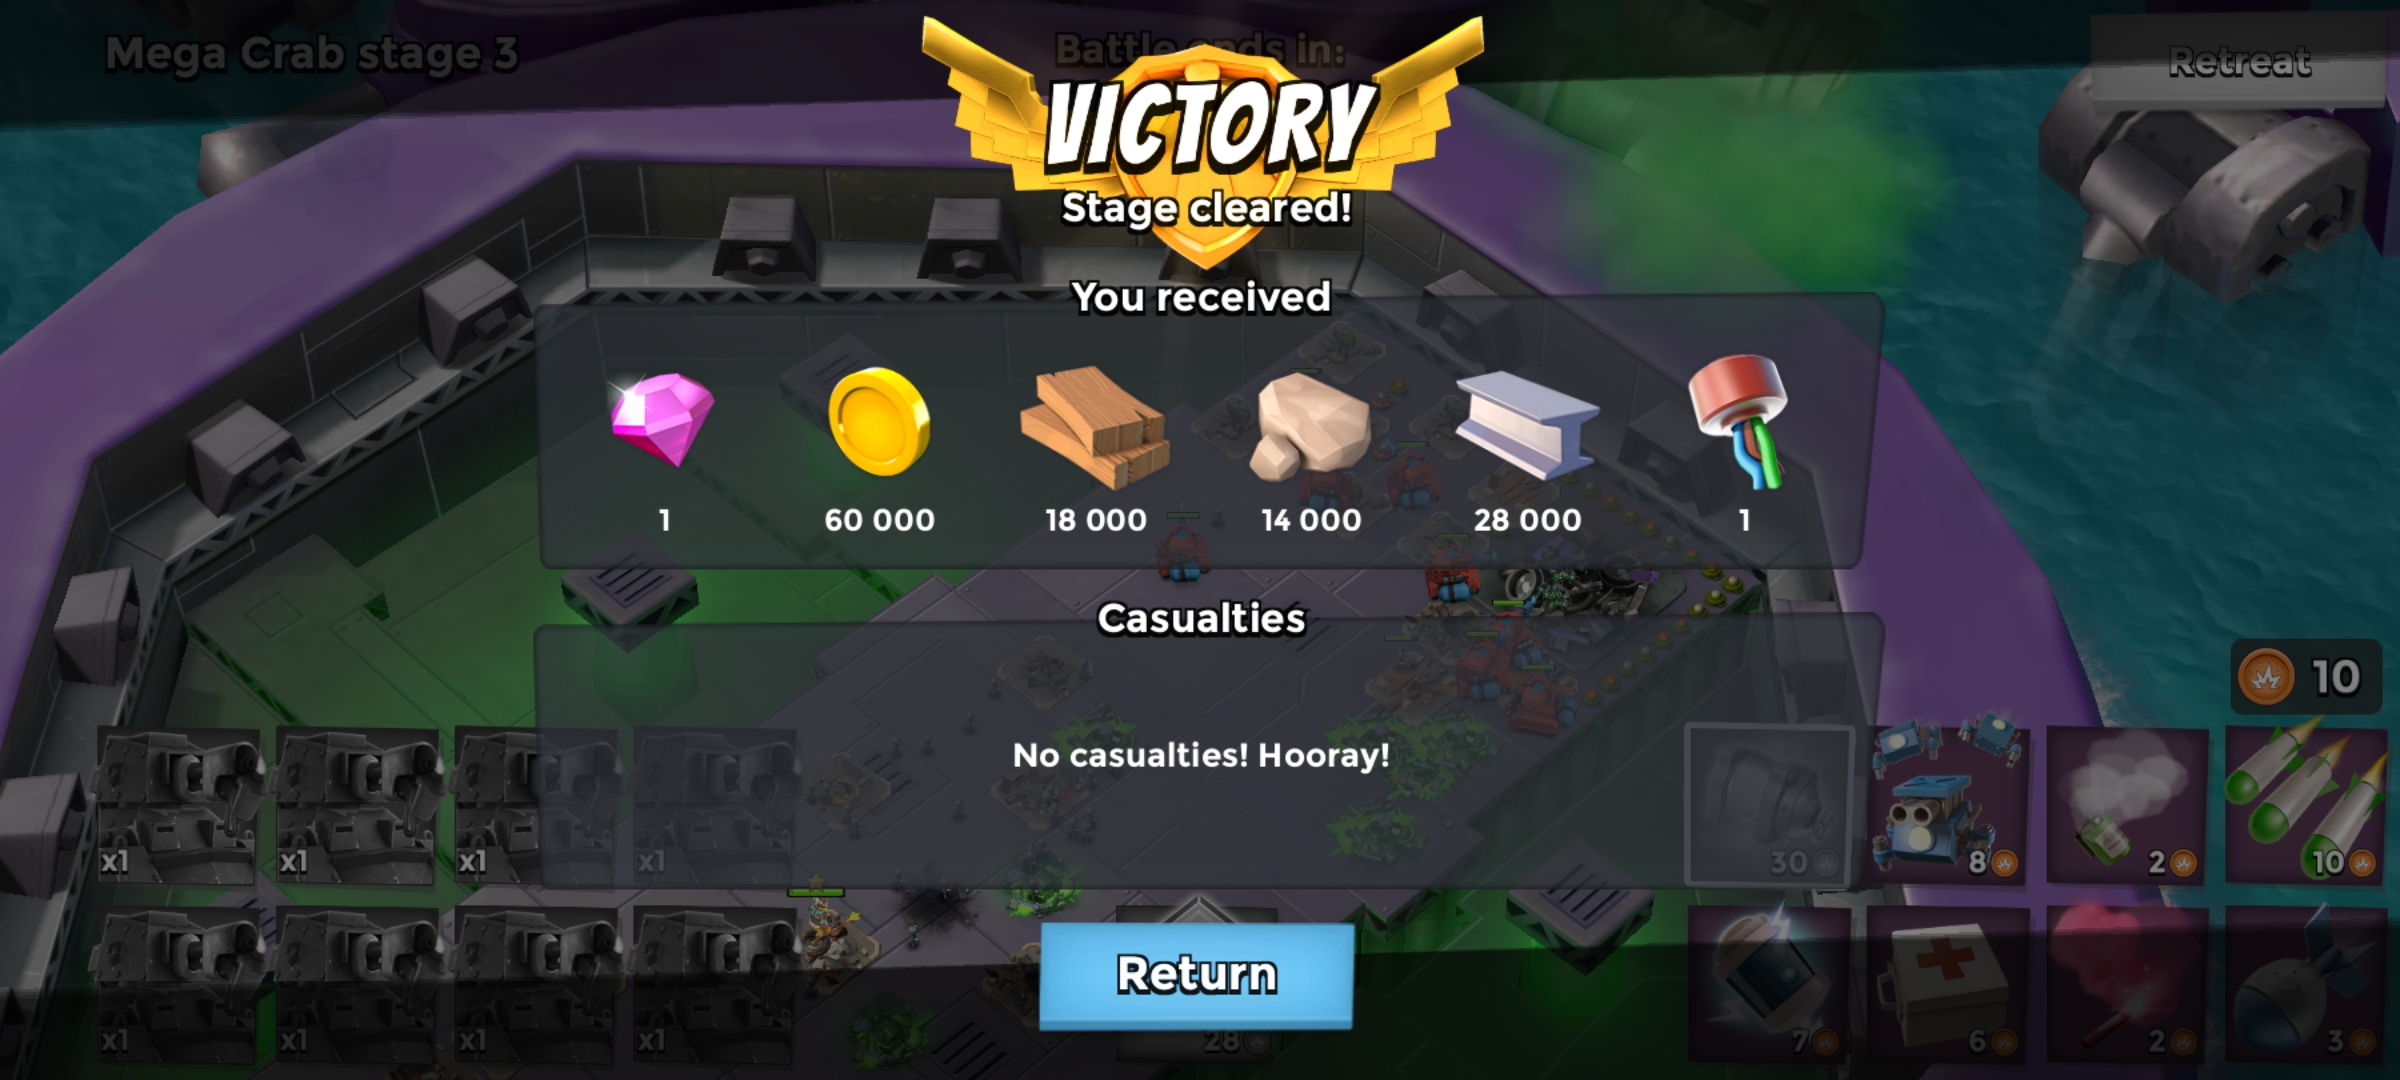 Mega Crab stage 3
Battle ends in:
Retreat
VICTORY
Stage cleared!
You received
1
60 000
18 000
14 000
28 000
1
Casualties
No casualties! Hooray!
10
x1
x1
x1
x1
30
8
2
10
Return
x1
x1
x1
x1
28
7
6
2
3